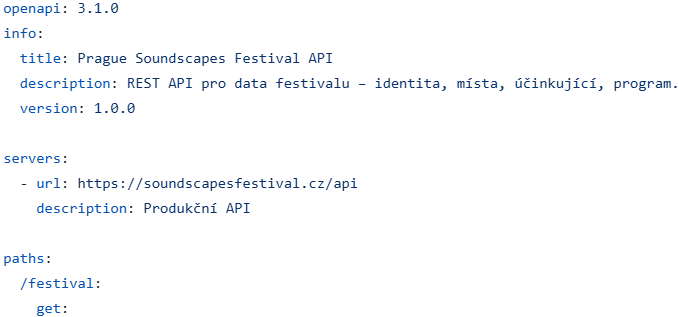 openapi: 3.1.0
info:
  title: Prague Soundscapes Festival API
  description: REST API pro data festivalu – identita, místa, účinkující, program.
  version: 1.0.0

servers:
  - url: https://soundscapesfestival.cz/api
    description: Produkční API

paths:
  /festival:
    get: